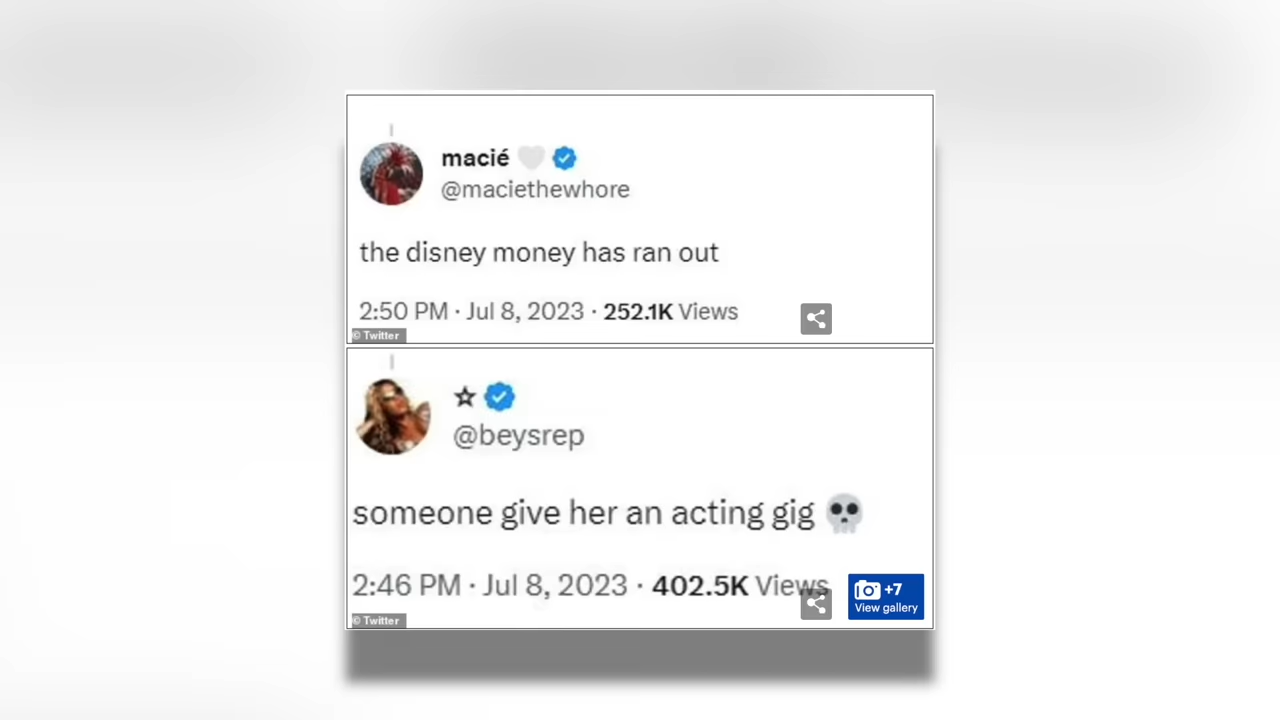 macié 🤍
@maciethewhore
the disney money has ran out
2:50 PM · Jul 8, 2023 · 252.1K Views
© Twitter
☆
@beysrep
someone give her an acting gig 💀
2:46 PM · Jul 8, 2023 · 402.5K Views
+7
View gallery
© Twitter